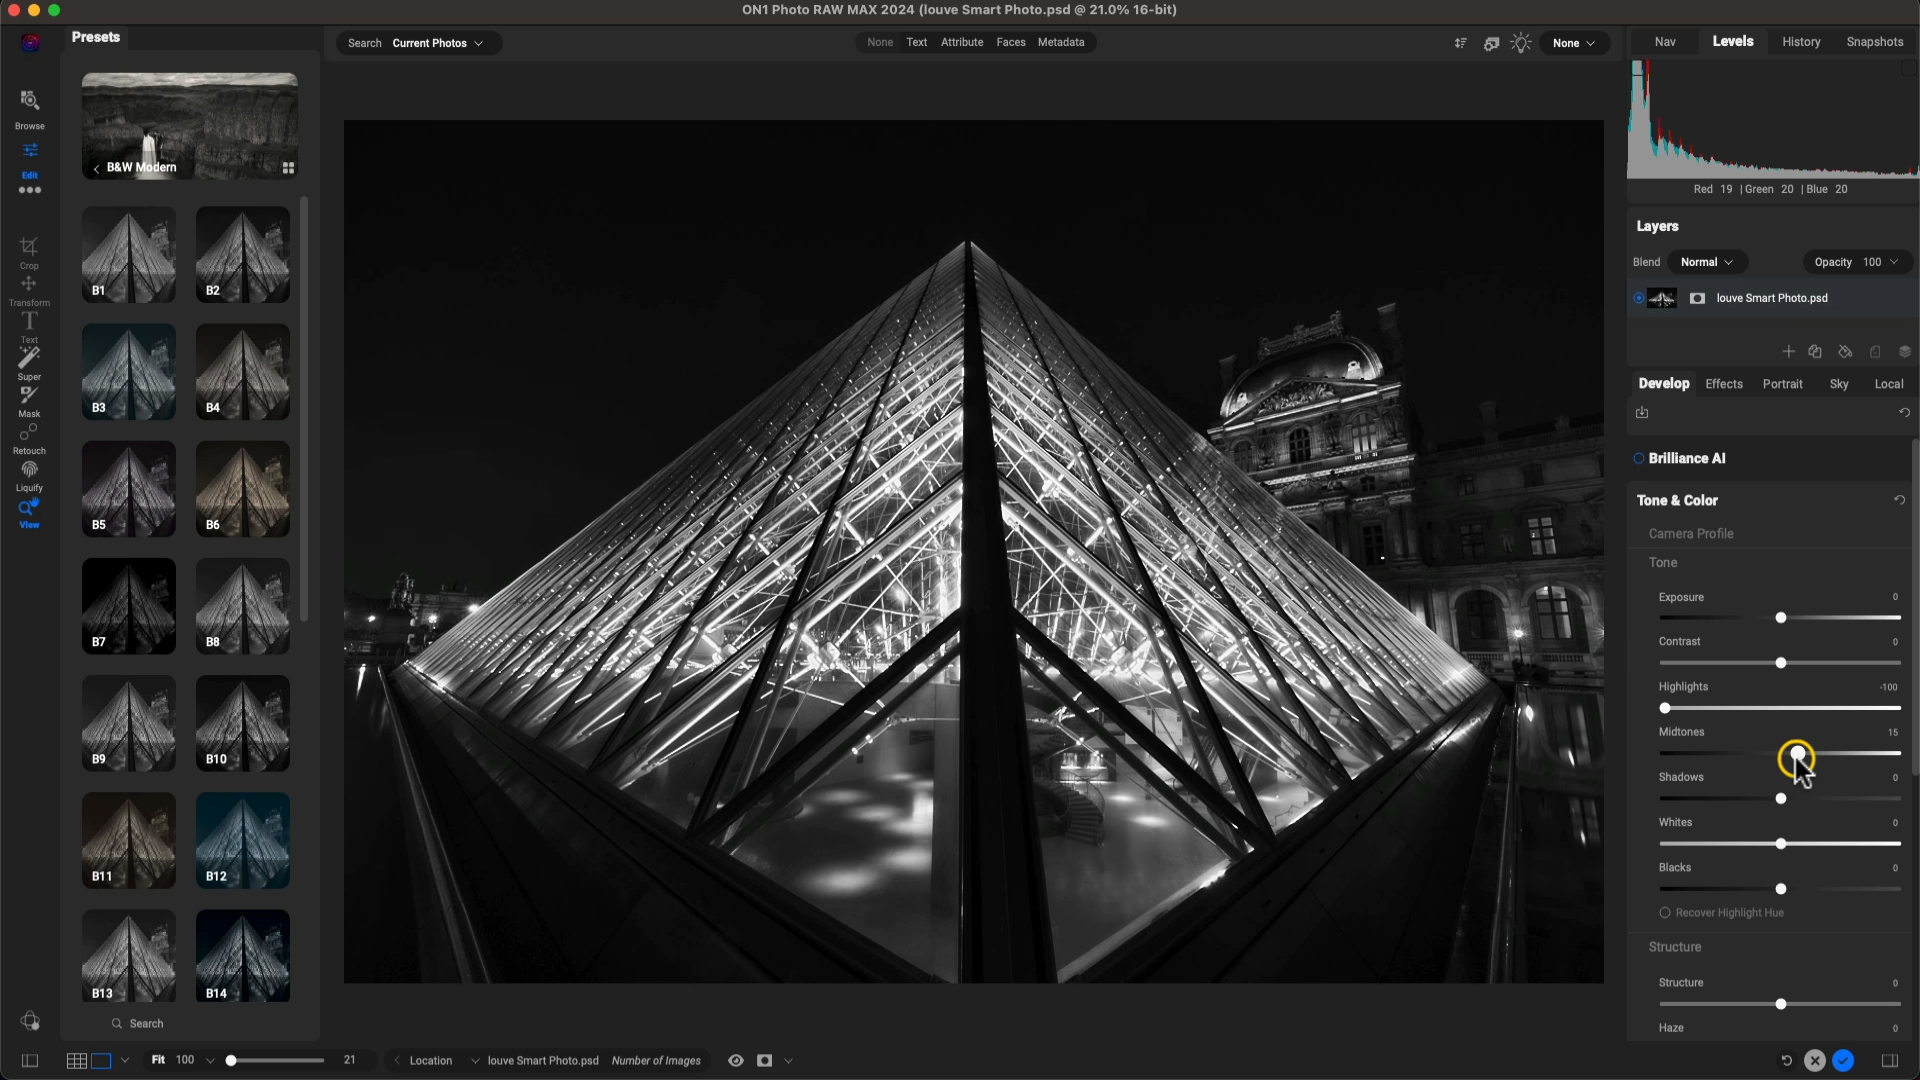 ON1 Photo RAW MAX 2024 (louve Smart Photo.psd @ 21.0% 16-bit)
Presets
Search Current Photos
None Text Attribute Faces Metadata
None
Nav Levels History Snapshots
Browse
Edit
Crop
Transform
Text
Super
Mask
Retouch
Liquify
View
B&W Modern
B1 B2
B3 B4
B5 B6
B7 B8
B9 B10
B11 B12
B13 B14
Search
Red 19 | Green 20 | Blue 20
Layers
Blend Normal Opacity 100
louve Smart Photo.psd
Develop Effects Portrait Sky Local
Brilliance AI
Tone & Color
Camera Profile
Tone
Exposure 0
Contrast 0
Highlights -100
Midtones 15
Shadows 0
Whites 0
Blacks 0
Recover Highlight Hue
Structure
Structure 0
Haze 0
Fit 100 21 Location louve Smart Photo.psd Number of Images